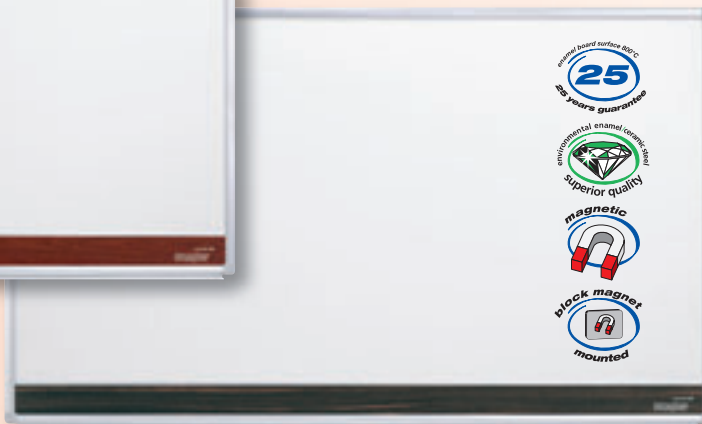 enamel board surface 800°C
25
25 years guarantee
environmental enamel/ceramic steel
superior quality
magnetic
block magnet
mounted